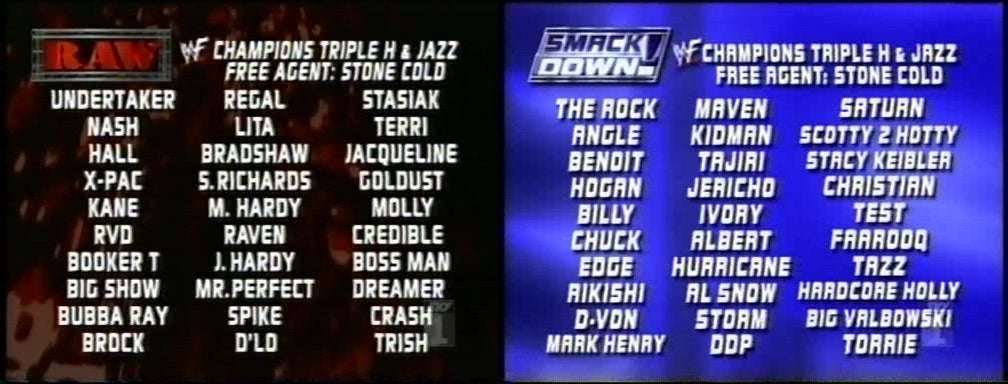 RAW
WF CHAMPIONS TRIPLE H & JAZZ
FREE AGENT: STONE COLD
UNDERTAKER REGAL STASIAK
NASH LITA TERRI
HALL BRADSHAW JACQUELINE
X-PAC S.RICHARDS GOLDUST
KANE M. HARDY MOLLY
RVD RAVEN CREDIBLE
BOOKER T J. HARDY BOSS MAN
BIG SHOW MR.PERFECT DREAMER
BUBBA RAY SPIKE CRASH
BROCK D'LO TRISH
SMACK DOWN!
WF CHAMPIONS TRIPLE H & JAZZ
FREE AGENT: STONE COLD
THE ROCK MAVEN SATURN
ANGLE KIDMAN SCOTTY 2 HOTTY
BENOIT TAJIRI STACY KEIBLER
HOGAN JERICHO CHRISTIAN
BILLY IVORY TEST
CHUCK ALBERT FAAROOQ
EDGE HURRICANE TAZZ
RIKISHI AL SNOW HARDCORE HOLLY
D-VON STORM BIG VALBOWSKI
MARK HENRY DDP TORRIE